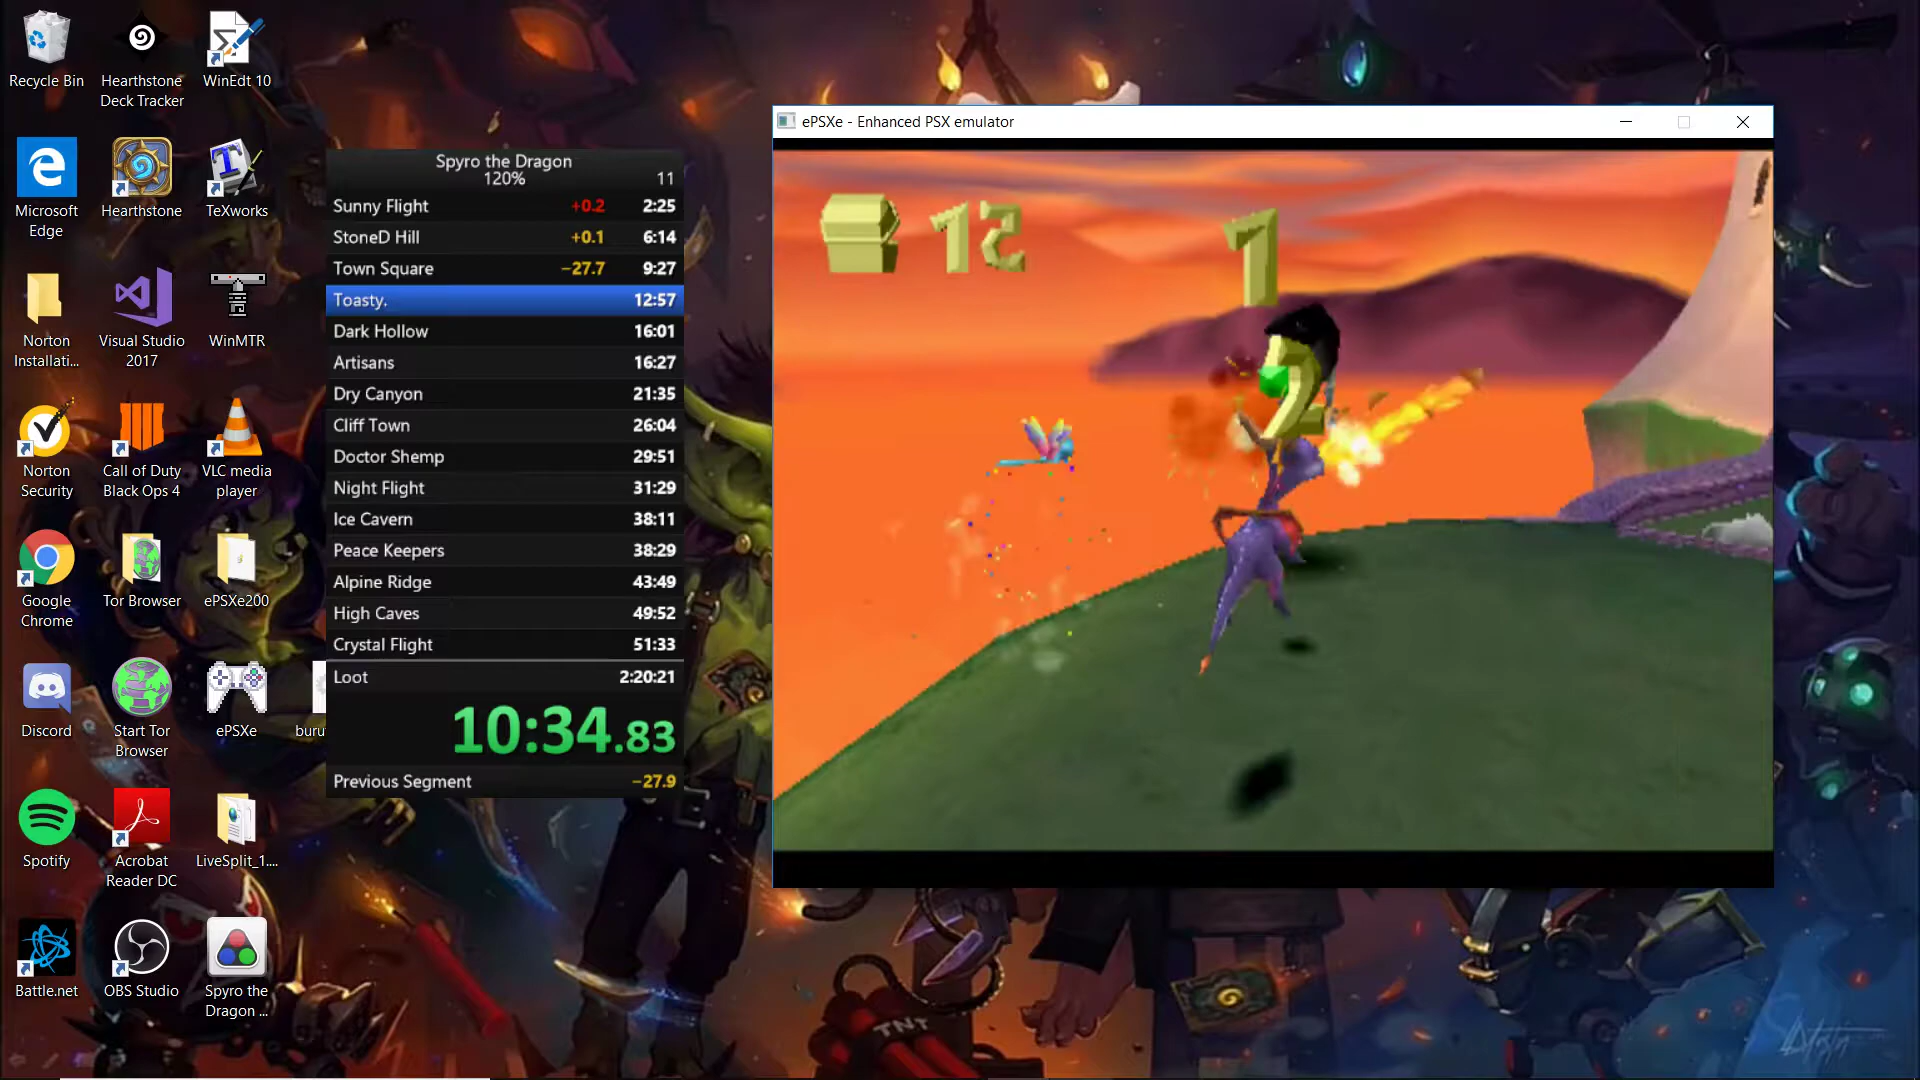 Recycle Bin
Hearthstone
Deck Tracker
WinEdt 10
Microsoft
Edge
Hearthstone
TeXworks
Norton
Installati...
Visual Studio
2017
WinMTR
Norton
Security
Call of Duty
Black Ops 4
VLC media
player
Google
Chrome
Tor Browser
ePSXe200
Discord
Start Tor
Browser
ePSXe
buru
Spotify
Acrobat
Reader DC
LiveSplit_1....
Battle.net
OBS Studio
Spyro the
Dragon ...
Spyro the Dragon
120% 11
Sunny Flight +0.2 2:25
StoneD Hill +0.1 6:14
Town Square −27.7 9:27
Toasty. 12:57
Dark Hollow 16:01
Artisans 16:27
Dry Canyon 21:35
Cliff Town 26:04
Doctor Shemp 29:51
Night Flight 31:29
Ice Cavern 38:11
Peace Keepers 38:29
Alpine Ridge 43:49
High Caves 49:52
Crystal Flight 51:33
Loot 2:20:21
10:34.83
Previous Segment −27.9
ePSXe - Enhanced PSX emulator
12
1
2
TNT